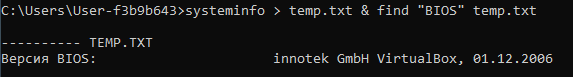 C:\Users\User-f3b9b643>systeminfo > temp.txt & find "BIOS" temp.txt
---------- TEMP.TXT
Версия BIOS: innotek GmbH VirtualBox, 01.12.2006